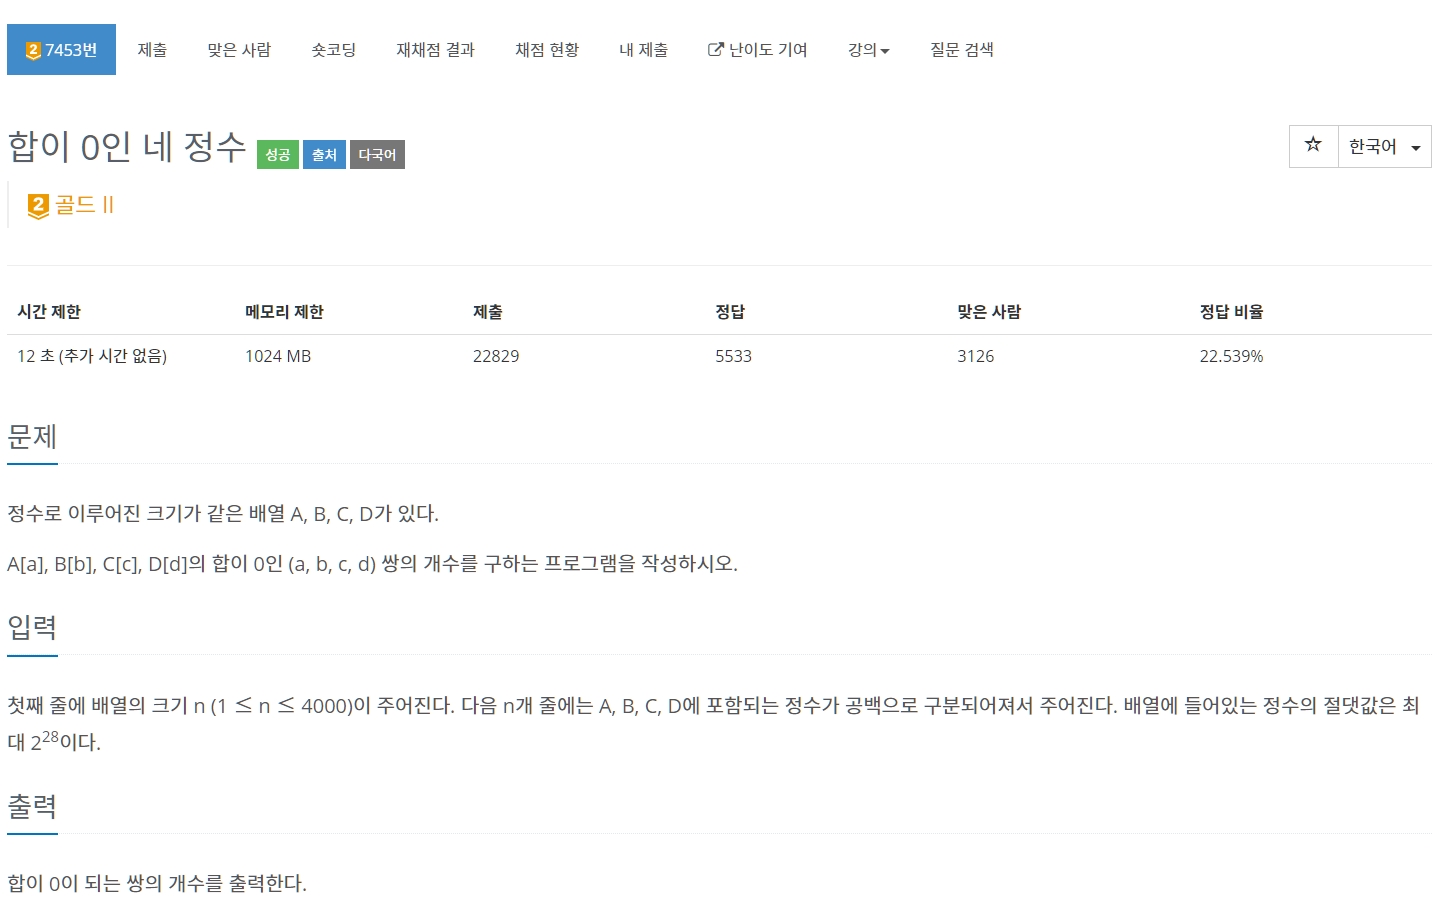 2 7453번 제출 맞은 사람 숏코딩 재채점 결과 채점 현황 내 제출 난이도 기여 강의 질문 검색
합이 0인 네 정수 성공 출처 다국어 ☆ 한국어
2 골드 II
시간 제한 메모리 제한 제출 정답 맞은 사람 정답 비율
12 초 (추가 시간 없음) 1024 MB 22829 5533 3126 22.539%
문제
정수로 이루어진 크기가 같은 배열 A, B, C, D가 있다.
A[a], B[b], C[c], D[d]의 합이 0인 (a, b, c, d) 쌍의 개수를 구하는 프로그램을 작성하시오.
입력
첫째 줄에 배열의 크기 n (1 ≤ n ≤ 4000)이 주어진다. 다음 n개 줄에는 A, B, C, D에 포함되는 정수가 공백으로 구분되어져서 주어진다. 배열에 들어있는 정수의 절댓값은 최
대 2²⁸이다.
출력
합이 0이 되는 쌍의 개수를 출력한다.